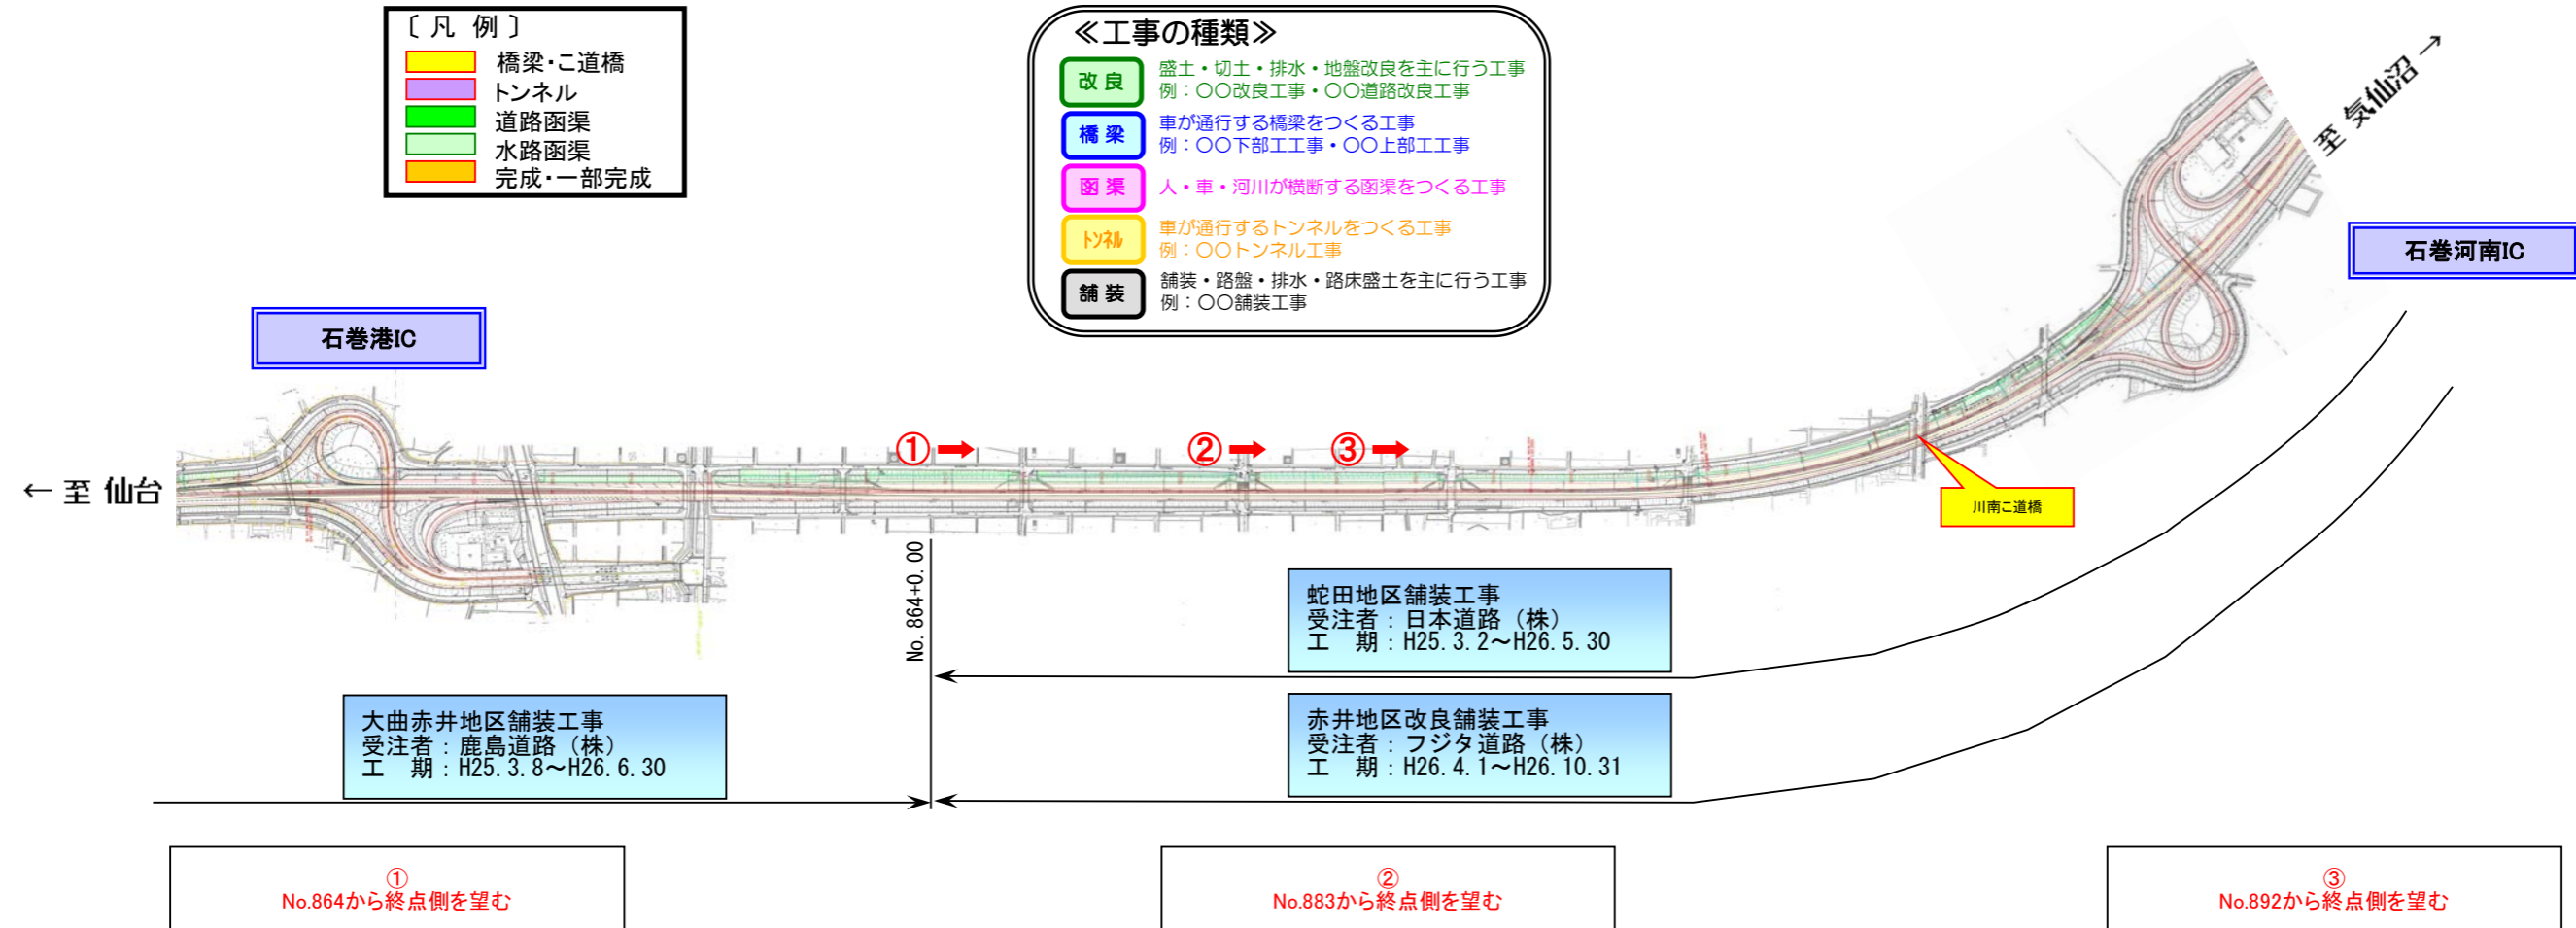 〔 凡 例 〕
橋梁・こ道橋
トンネル
道路函渠
水路函渠
完成・一部完成
≪工事の種類≫
改 良
盛土・切土・排水・地盤改良を主に行う工事
例：〇〇改良工事・〇〇道路改良工事
橋 梁
車が通行する橋梁をつくる工事
例：〇〇下部工工事・〇〇上部工工事
函 渠
人・車・河川が横断する函渠をつくる工事
トンネル
車が通行するトンネルをつくる工事
例：〇〇トンネル工事
舗 装
舗装・路盤・排水・路床盛土を主に行う工事
例：〇〇舗装工事
至 気仙沼 →
石巻河南IC
石巻港IC
① ② ③
← 至 仙台
川南こ道橋
No. 864+0.00
蛇田地区舗装工事
受注者：日本道路（株）
工　期：H25.3.2～H26.5.30
大曲赤井地区舗装工事
受注者：鹿島道路（株）
工　期：H25.3.8～H26.6.30
赤井地区改良舗装工事
受注者：フジタ道路（株）
工　期：H26.4.1～H26.10.31
①
No.864から終点側を望む
②
No.883から終点側を望む
③
No.892から終点側を望む